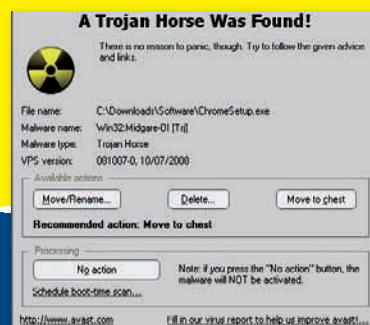 A Trojan Horse Was Found!
There is no reason to panic, though. Try to follow the given advice
and links.
File name: C:\Downloads\Software\ChromeSetup.exe
Malware name: Win32:Midgare-OI [Trj]
Malware type: Trojan Horse
VPS version: 081007-0, 10/07/2008
Available actions
Move/Rename... Delete... Move to chest
Recommended action: Move to chest
Processing
No action Note: if you press the "No action" button, the
malware will NOT be activated.
Schedule boot-time scan...
http://www.avast.com Fill in our virus report to help us improve avast!...